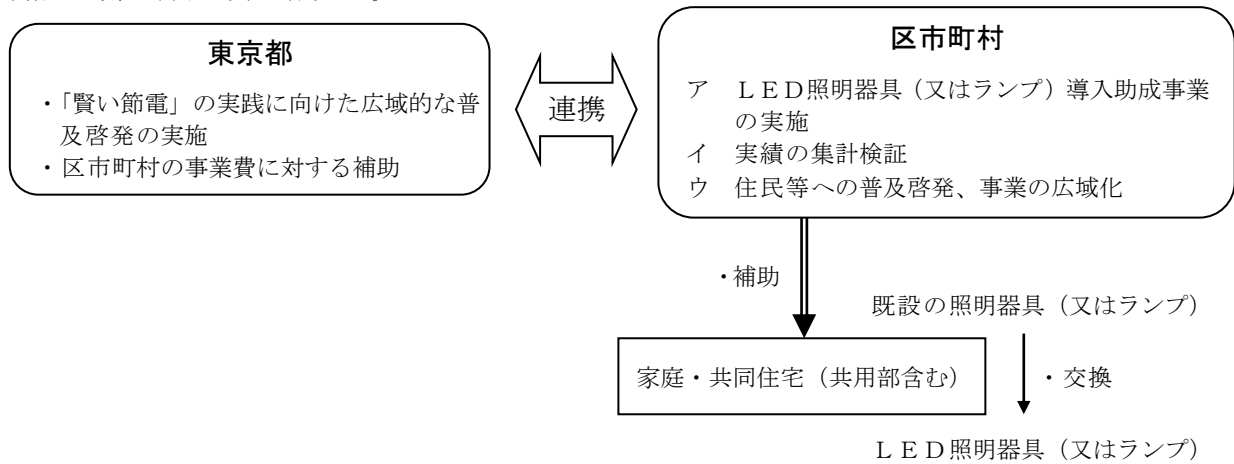 東京都
・「賢い節電」の実践に向けた広域的な普
及啓発の実施
・区市町村の事業費に対する補助
連携
区市町村
ア　ＬＥＤ照明器具（又はランプ）導入助成事業
の実施
イ　実績の集計検証
ウ　住民等への普及啓発、事業の広域化
・補助
既設の照明器具（又はランプ）
家庭・共同住宅（共用部含む）
・交換
ＬＥＤ照明器具（又はランプ）